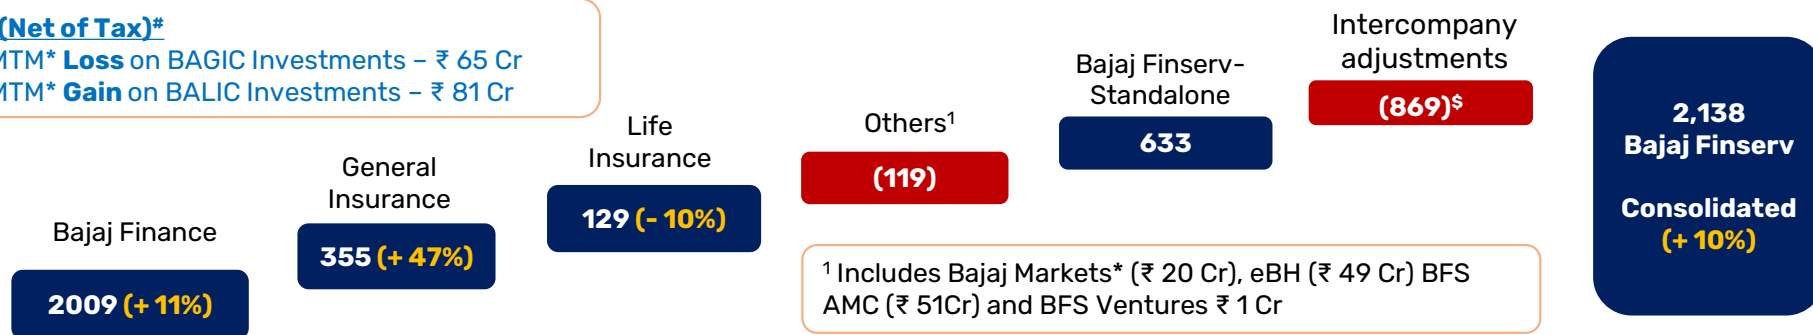 (Net of Tax)#
MTM* Loss on BAGIC Investments – ₹ 65 Cr
MTM* Gain on BALIC Investments – ₹ 81 Cr
Bajaj Finance
2009 (+ 11%)
General
Insurance
355 (+ 47%)
Life
Insurance
129 (- 10%)
Others1
(119)
Bajaj Finserv-
Standalone
633
Intercompany
adjustments
(869)$
2,138
Bajaj Finserv
Consolidated
(+ 10%)
1 Includes Bajaj Markets* (₹ 20 Cr), eBH (₹ 49 Cr) BFS
AMC (₹ 51Cr) and BFS Ventures ₹ 1 Cr